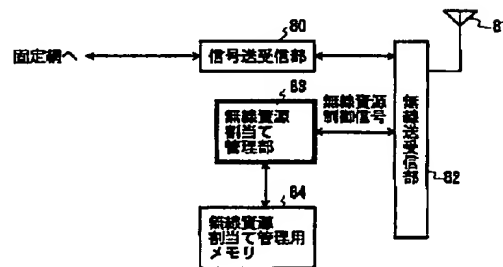 80
81
固定網へ
信号送受信部
83
無線資源
割当て
管理部
無線資源
制御信号
無線送受信部
82
84
無線資源
割当て管理用
メモリ